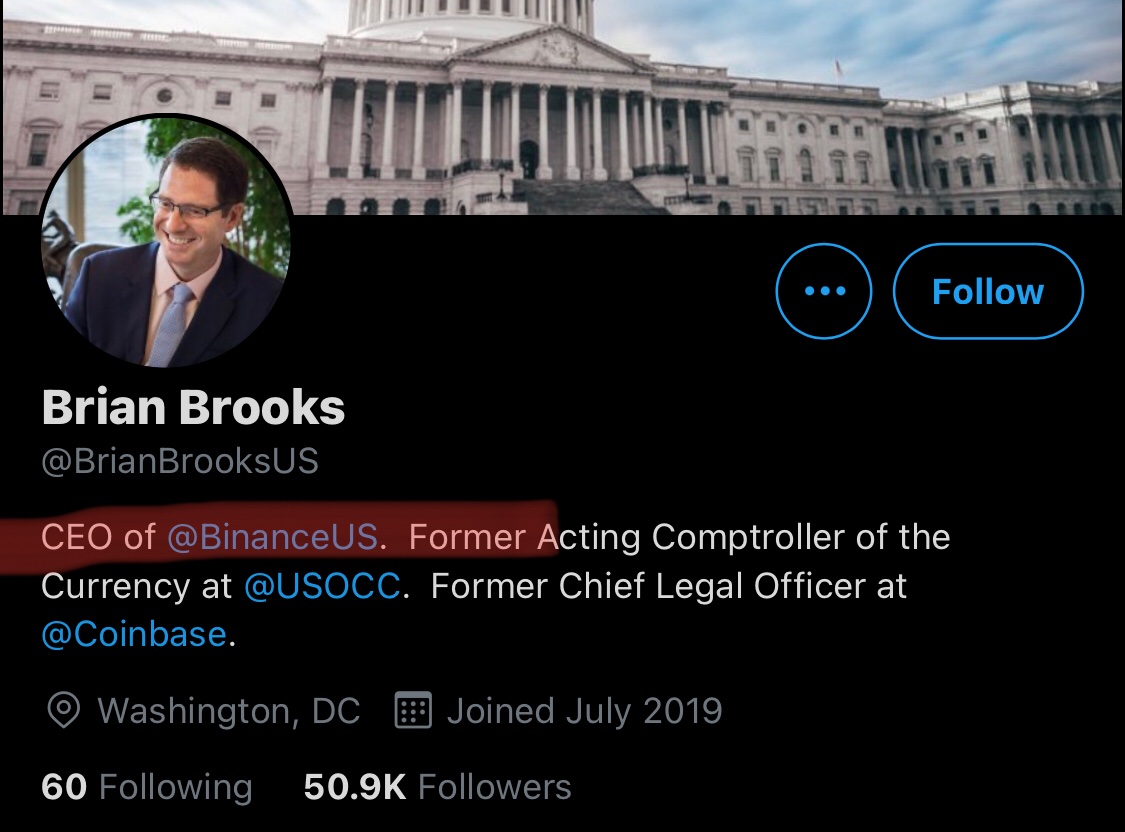 Follow
Brian Brooks
@BrianBrooksUS
CEO of @BinanceUS.  Former Acting Comptroller of the
Currency at @USOCC.  Former Chief Legal Officer at
@Coinbase.
Washington, DC Joined July 2019
60 Following 50.9K Followers